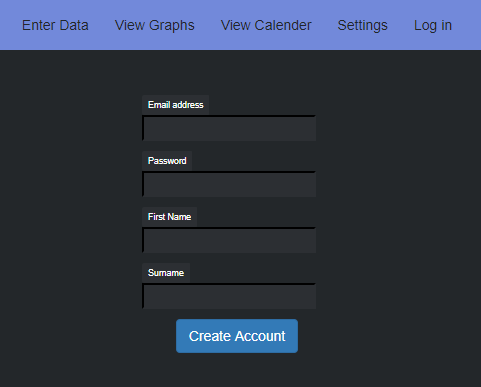 Enter Data View Graphs View Calender Settings Log in
Email address
Password
First Name
Surname
Create Account